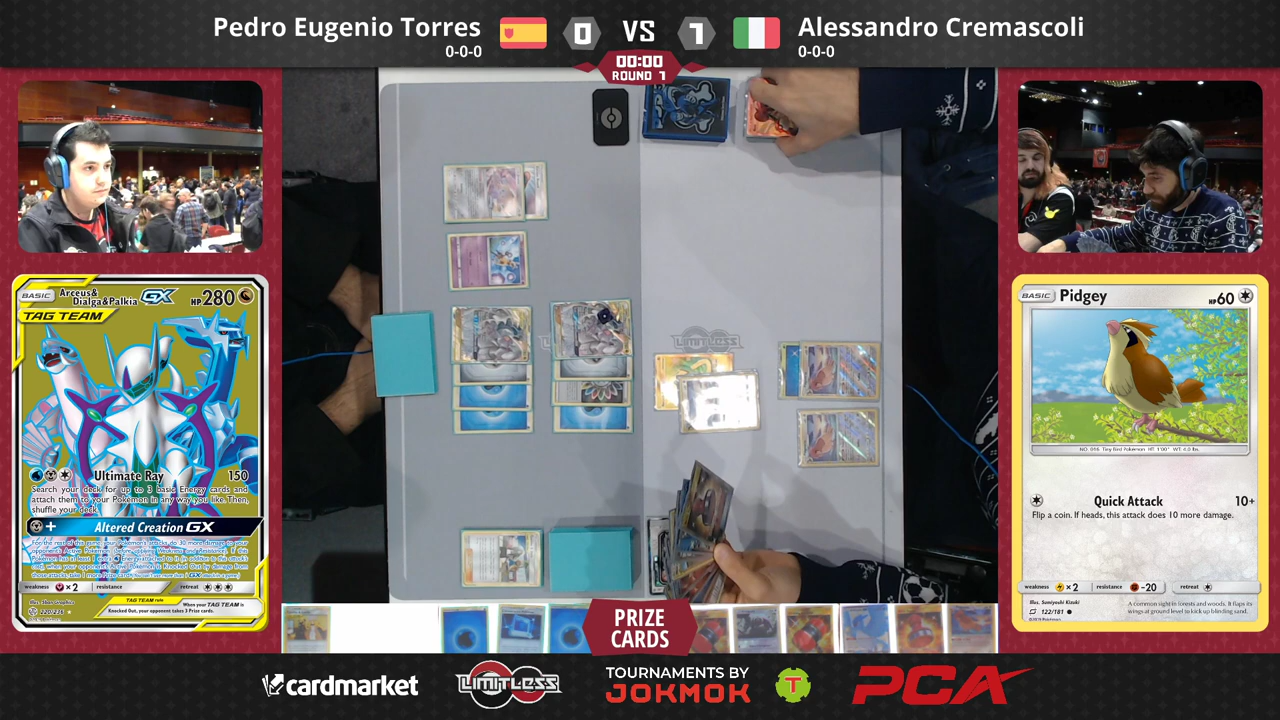 Pedro Eugenio Torres
0-0-0
0 VS 1
Alessandro Cremascoli
0-0-0
00:00
ROUND 1
BASIC Arceus& Dialga&Palkia GX HP 280
TAG TEAM
Ultimate Ray 150
Search your deck for up to 3 basic Energy cards and
attach them to your Pokémon in any way you like. Then,
shuffle your deck.
Altered Creation GX
weakness ×2 resistance retreat
TAG TEAM rule
When your TAG TEAM is
Knocked Out, your opponent takes 3 Prize cards.
220/236
BASIC Pidgey HP 60
NO. 016 Tiny Bird Pokémon HT: 1'00" WT: 4.0 lbs.
Quick Attack 10+
Flip a coin. If heads, this attack does 10 more damage.
weakness ×2 resistance -20 retreat
122/181
A common sight in forests and woods. It flaps its
wings at ground level to kick up blinding sand.
LIMITLESS
PRIZE
CARDS
cardmarket
LIMITLESS
TOURNAMENTS BY
JOKMOK
T
PCA